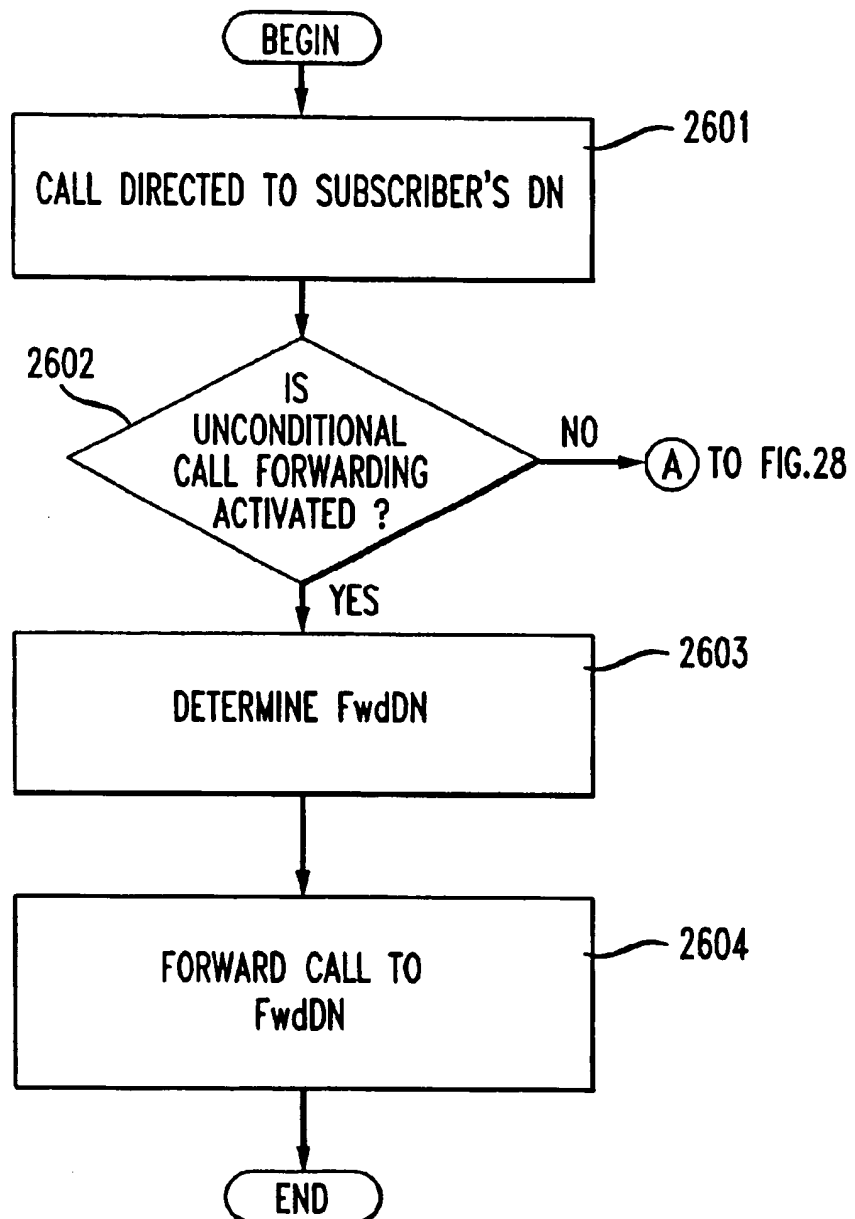 BEGIN
2601
CALL DIRECTED TO SUBSCRIBER'S DN
2602
IS
UNCONDITIONAL
CALL FORWARDING
ACTIVATED ?
NO
A TO FIG.28
YES
2603
DETERMINE FwdDN
2604
FORWARD CALL TO
FwdDN
END